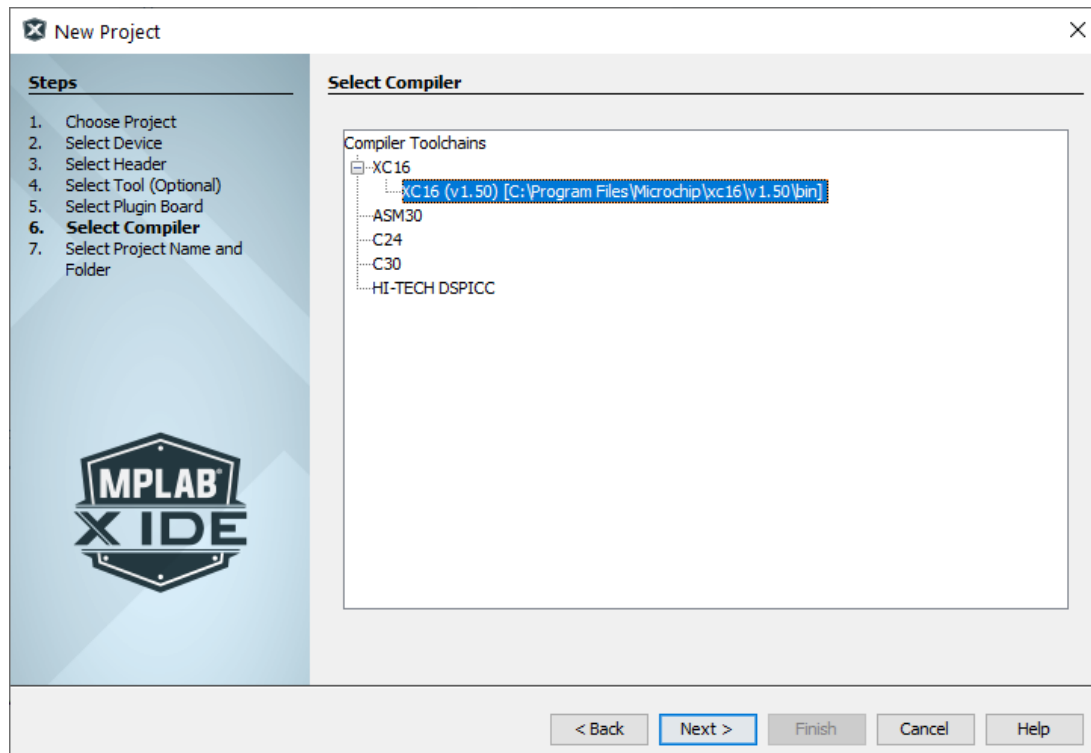 New Project
Steps
1. Choose Project
2. Select Device
3. Select Header
4. Select Tool (Optional)
5. Select Plugin Board
6. Select Compiler
7. Select Project Name and
Folder
MPLAB®
X IDE
Select Compiler
Compiler Toolchains
XC16
XC16 (v1.50) [C:\Program Files\Microchip\xc16\v1.50\bin]
ASM30
C24
C30
HI-TECH DSPICC
< Back Next > Finish Cancel Help